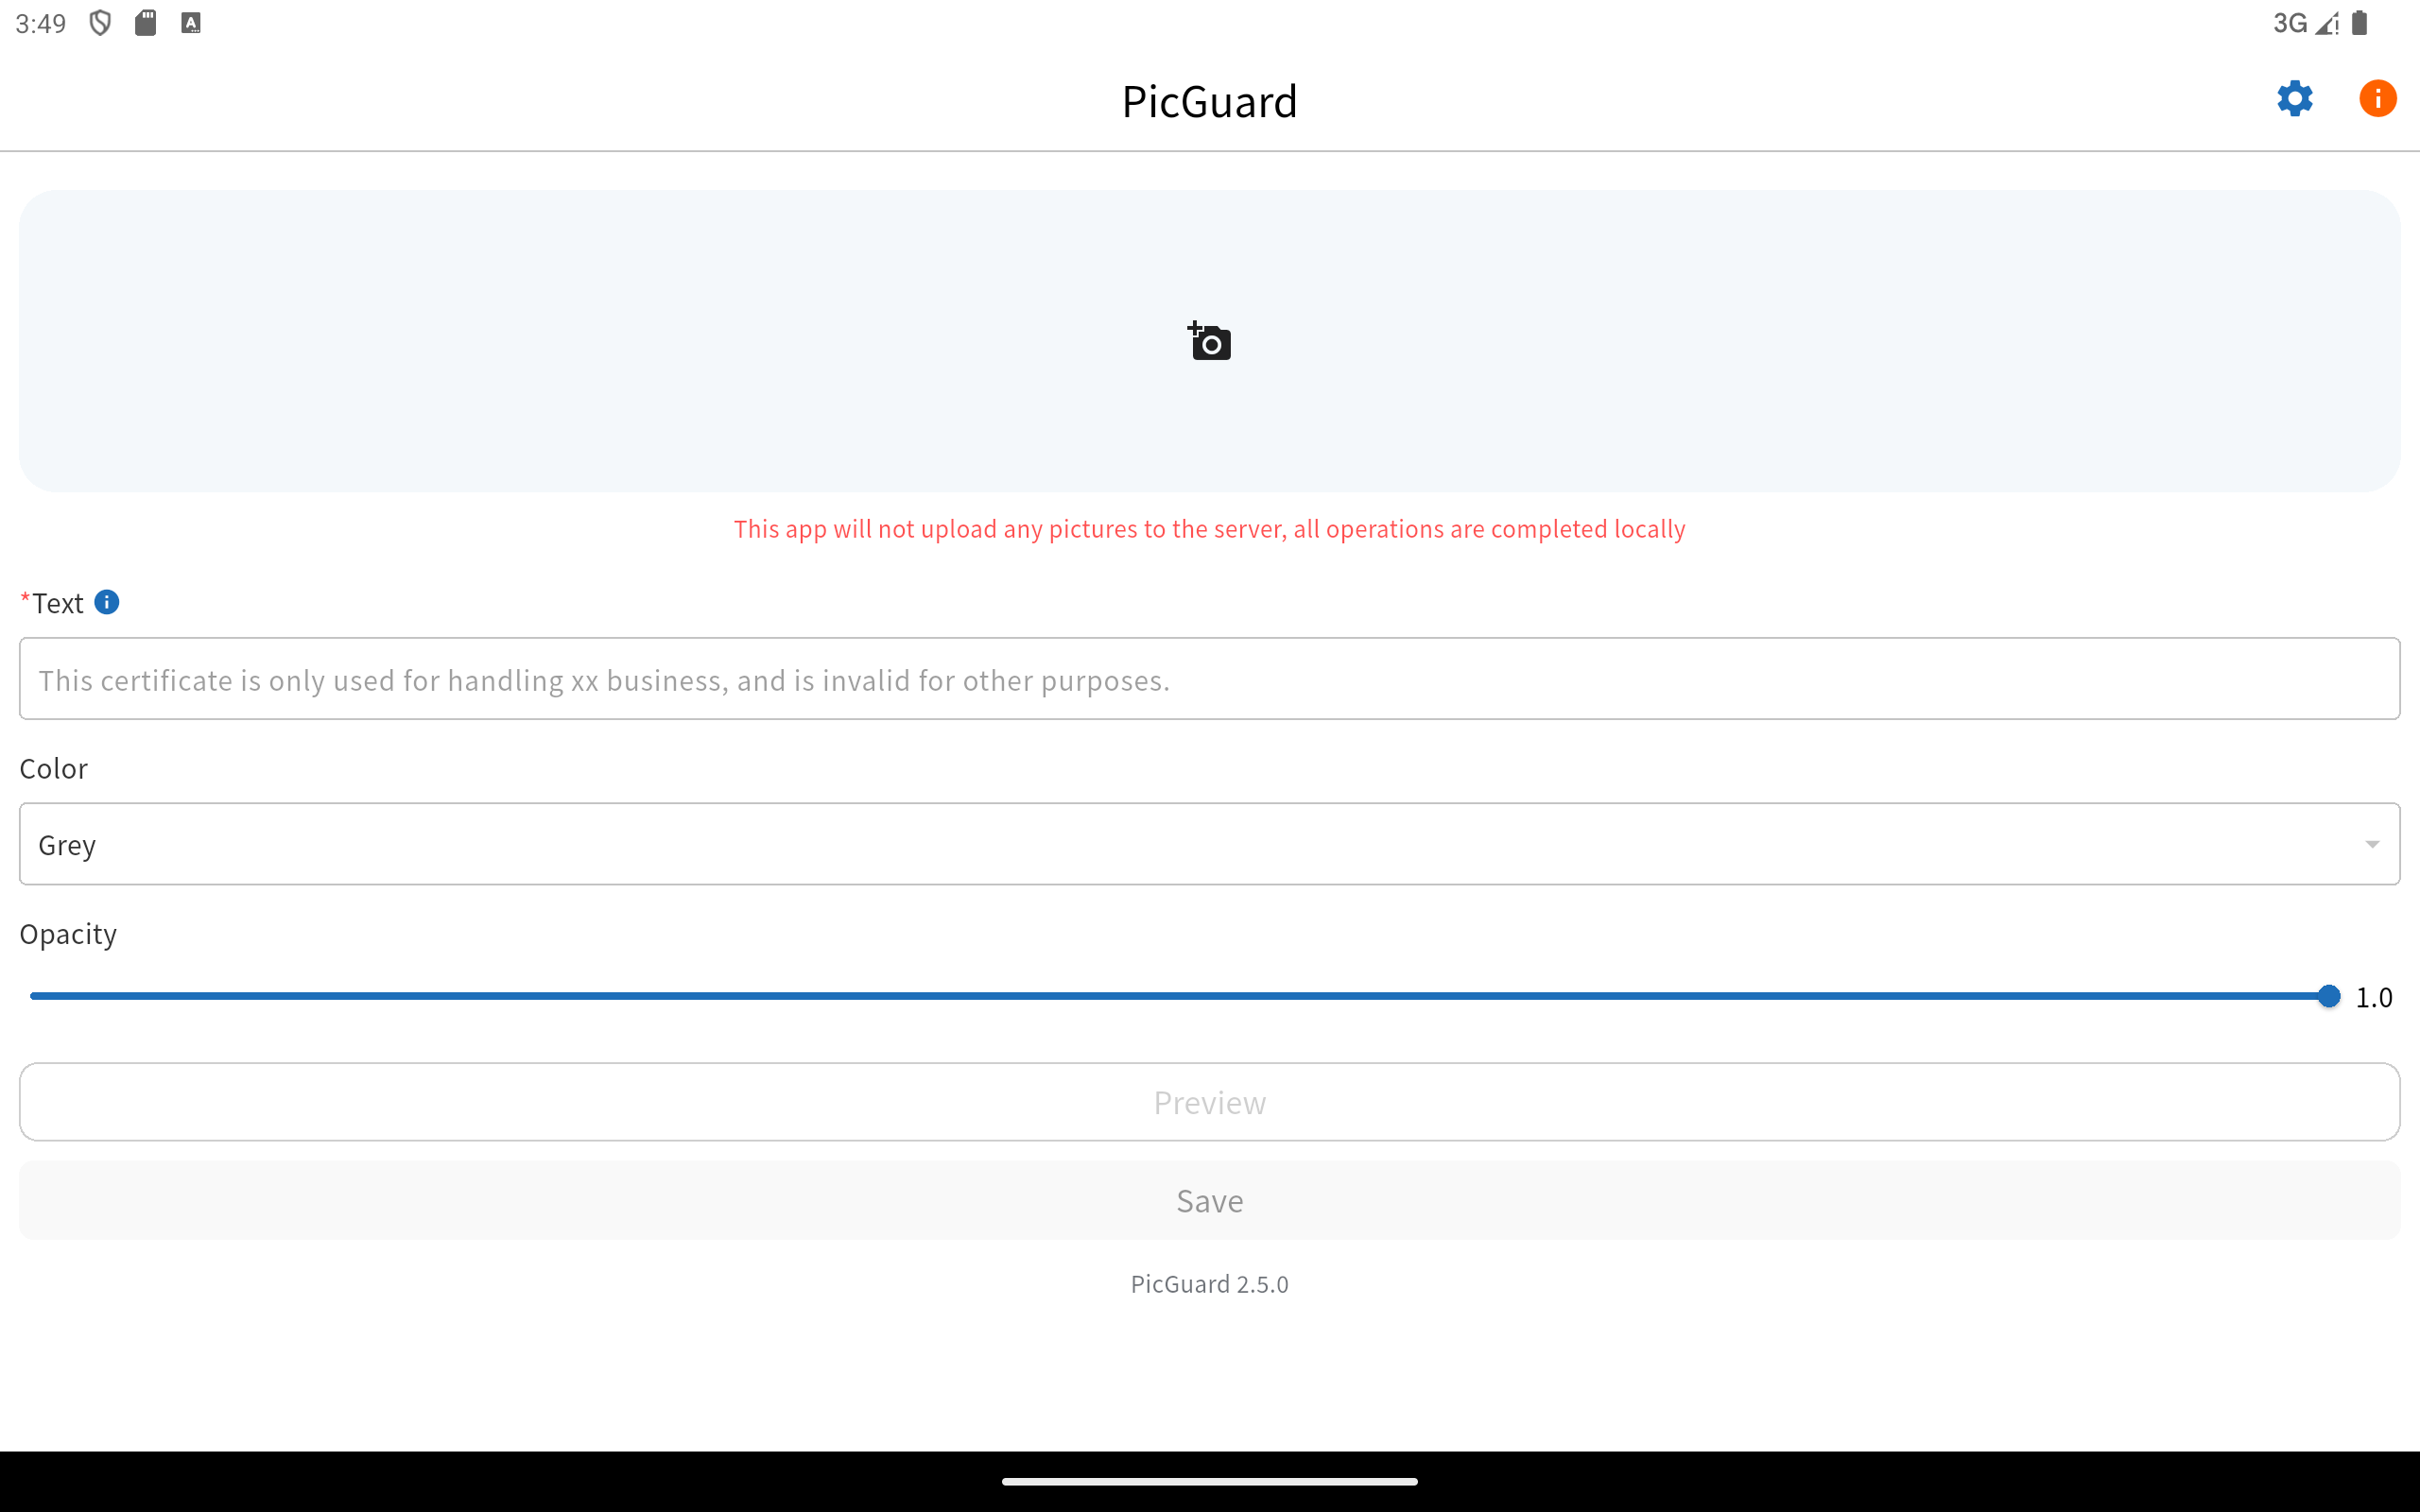 3:49
3G
PicGuard
This app will not upload any pictures to the server, all operations are completed locally
*Text
This certificate is only used for handling xx business, and is invalid for other purposes.
Color
Grey
Opacity
1.0
Preview
Save
PicGuard 2.5.0